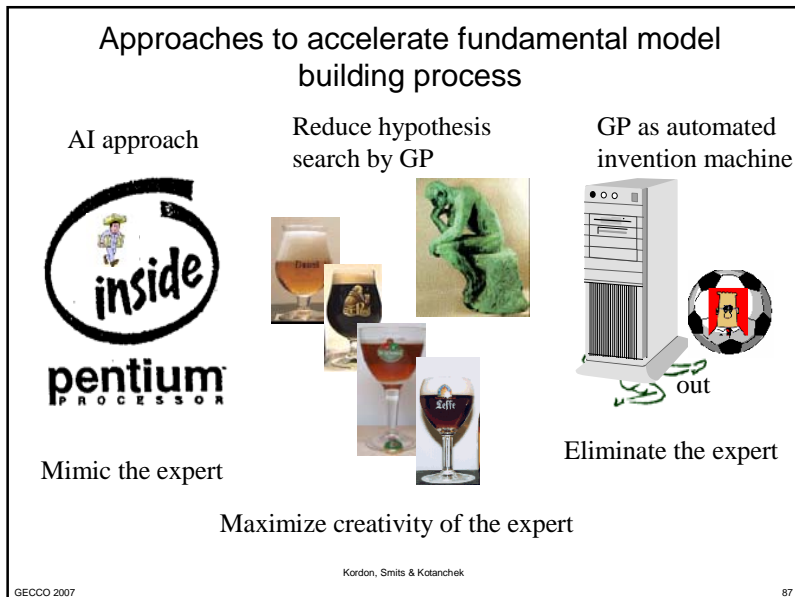 Approaches to accelerate fundamental model
building process
AI approach
inside
pentium
PROCESSOR
Mimic the expert
Reduce hypothesis
search by GP
Leffe
Maximize creativity of the expert
GP as automated
invention machine
out
Eliminate the expert
Kordon, Smits & Kotanchek
GECCO 2007
87